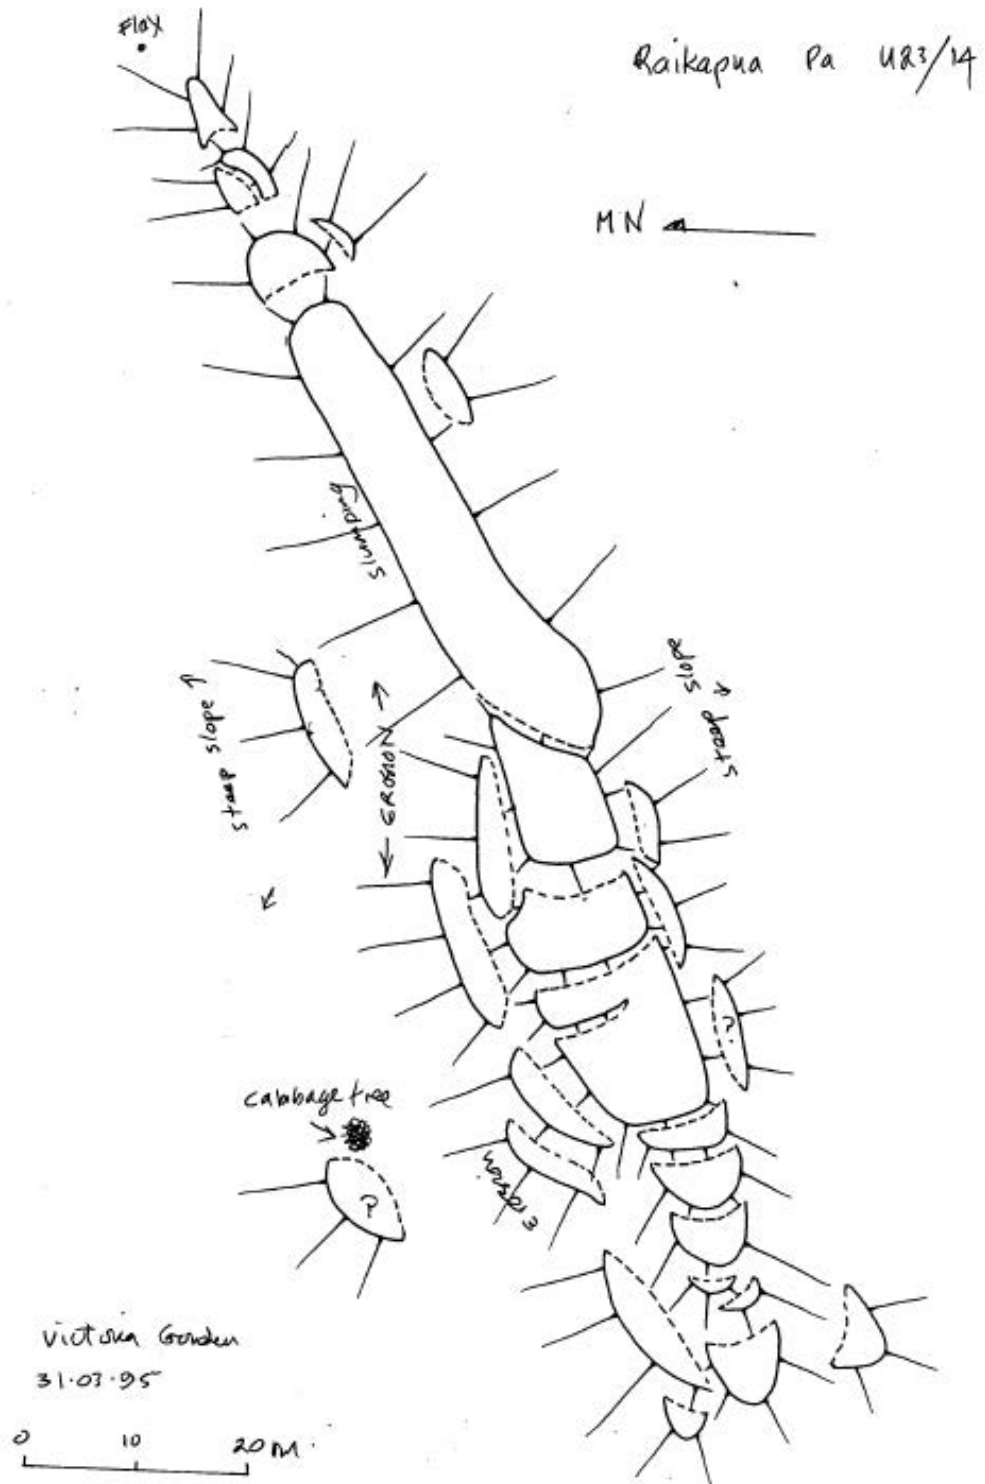 Flax
Raikapua Pa U23/14
MN
slumping
steep slope
steep
slope
EROSION
cabbage tree
?
?
erosion
Victoria Gorden
31.03.95
0 10 20m.